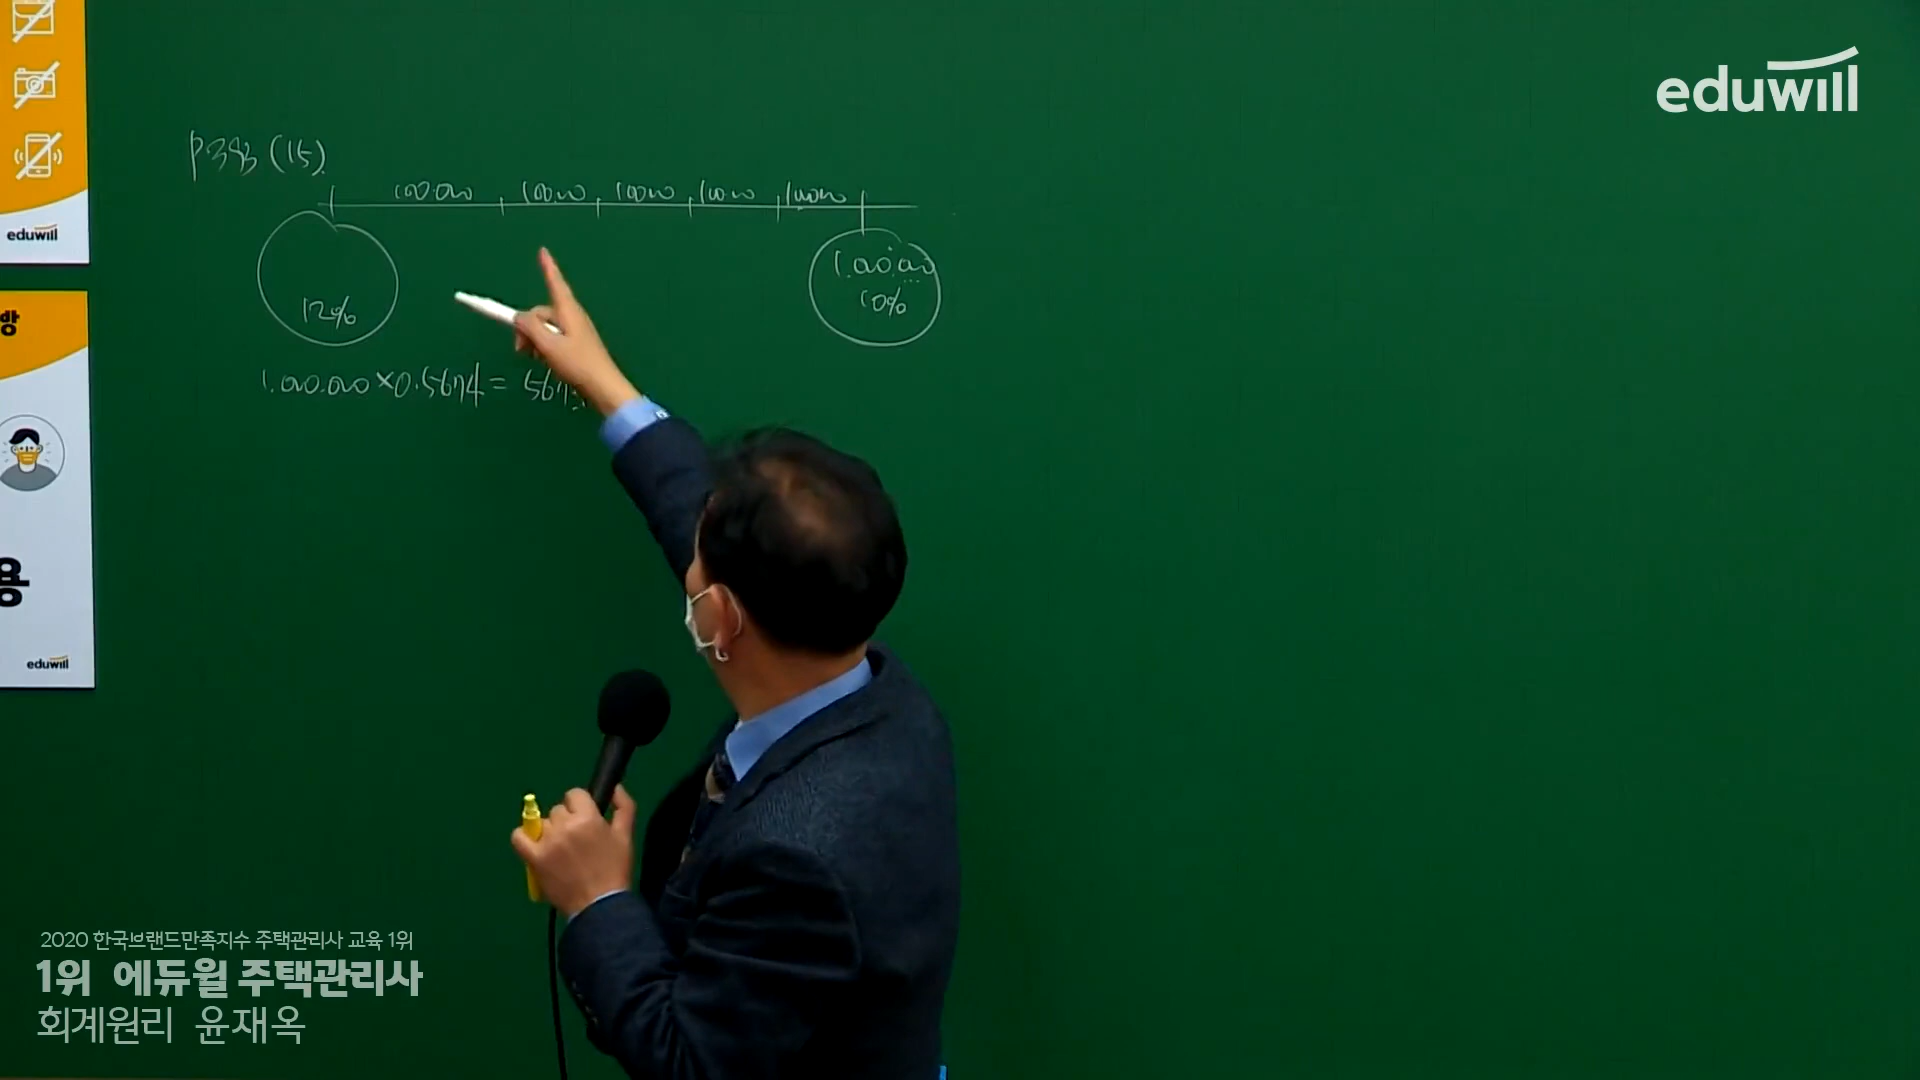 eduwill
(15)
100.000 100.000 100.000 100.000 100.000
eduwill
1.000.000
10%
12%
1.000.000×0.5674=567
방
용
eduwill
2020 한국브랜드만족지수 주택관리사 교육 1위
1위 에듀윌 주택관리사
회계원리 윤재옥